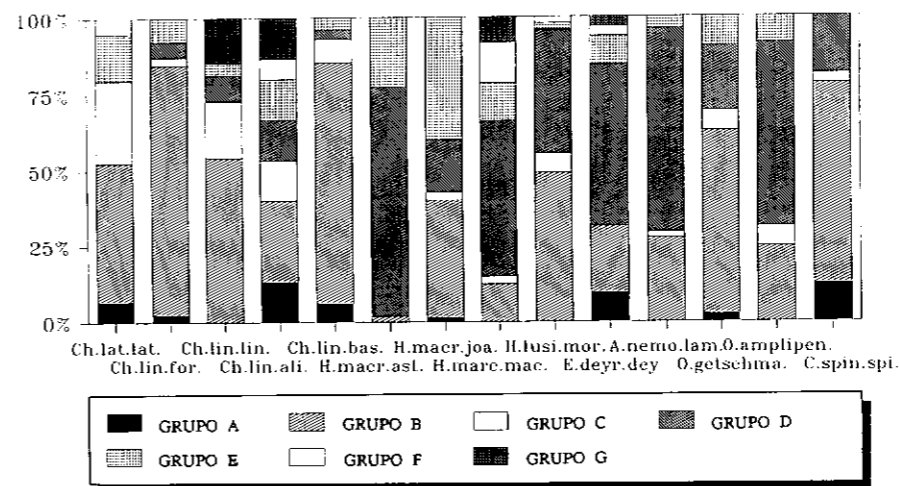 100%
75%
50%
25%
0%
Ch.lat.lat. Ch.lin.lin. Ch.lin.bas. H.macr.joa. H.fusi.mor. A.nemo.lam. O.amplipen.
Ch.lin.for. Ch.lin.ali. H.macr.ast. H.marc.mac. E.deyr.dey O.getschma. C.spin.spi.
GRUPO A GRUPO B GRUPO C GRUPO D
GRUPO E GRUPO F GRUPO G